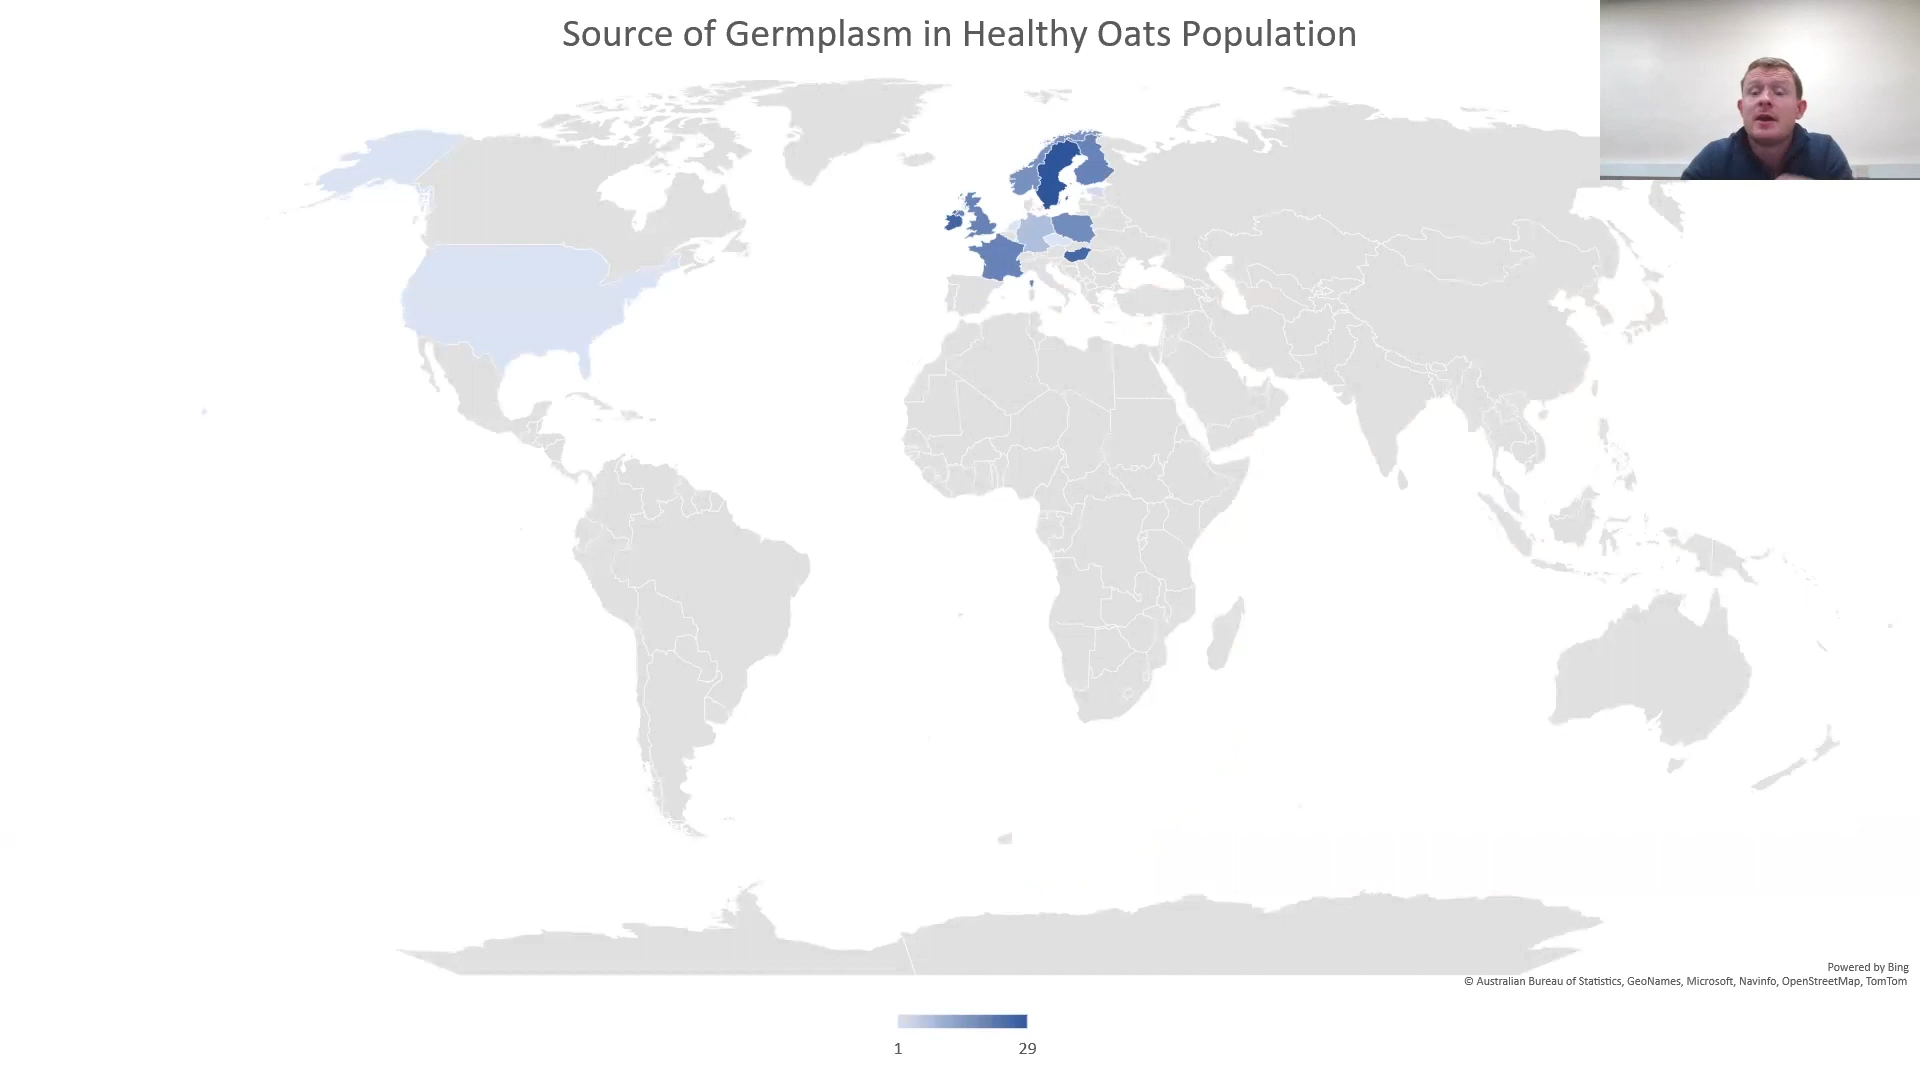 Source of Germplasm in Healthy Oats Population
Powered by Bing
© Australian Bureau of Statistics, GeoNames, Microsoft, Navinfo, OpenStreetMap, TomTom
1
29